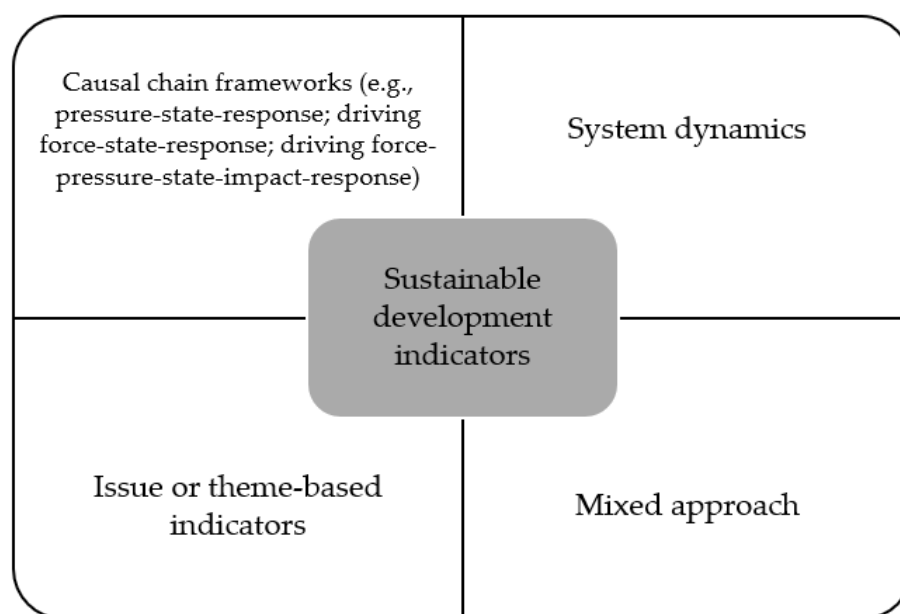 Causal chain frameworks (e.g.,
pressure-state-response; driving
force-state-response; driving force-
pressure-state-impact-response)
System dynamics
Sustainable
development
indicators
Issue or theme-based
indicators
Mixed approach